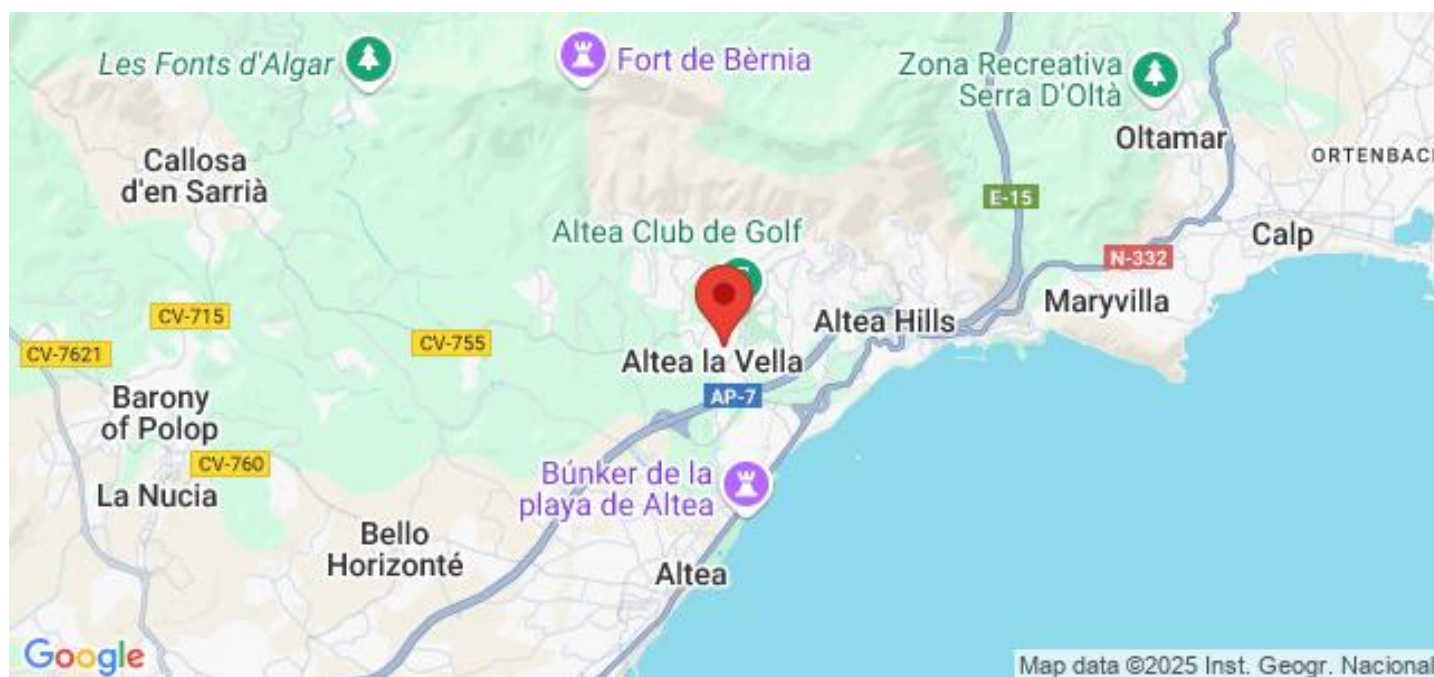 Les Fonts d'Algar
Fort de Bèrnia
Zona Recreativa
Serra D'Oltà
Oltamar
ORTENBACH
Callosa
d'en Sarrià
E-15
Altea Club de Golf
Calp
N-332
Maryvilla
CV-715
Altea Hills
CV-755
CV-7621
Altea la Vella
AP-7
Barony
of Polop
CV-760
La Nucia
Búnker de la
playa de Altea
Bello
Horizonté
Altea
Google
Map data ©2025 Inst. Geogr. Nacional